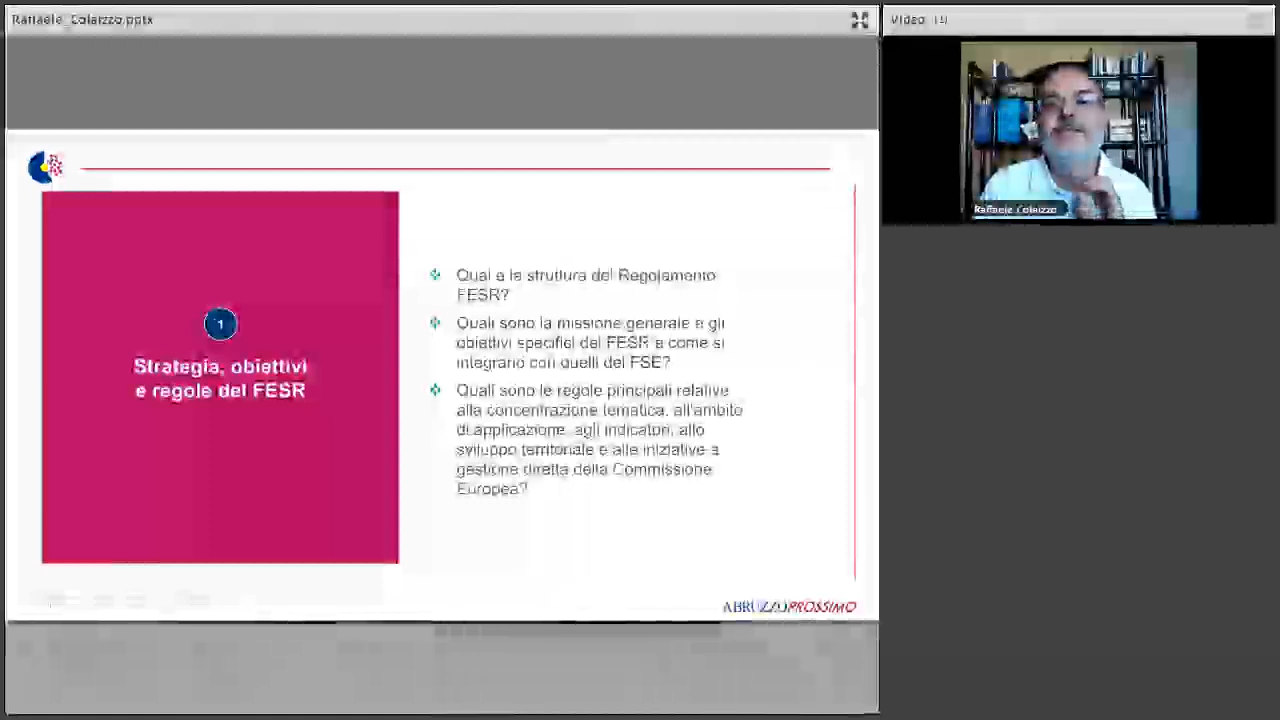 Raffaele_Colaizzo.pptx
Video
Raffaele Colaizzo
1
Strategia, obiettivi
e regole del FESR
Qual e la struttura del Regolamento
FESR?
Quali sono la missione generale e gli
obiettivi specifici del FESR e come si
integrano con quelli del FSE?
Quali sono le regole principali relative
alla concentrazione tematica, all'ambito
di applicazione, agli indicatori, allo
sviluppo territoriale e alle iniziative a
gestione diretta della Commissione
Europea?
ABRUZZOPROSSIMO